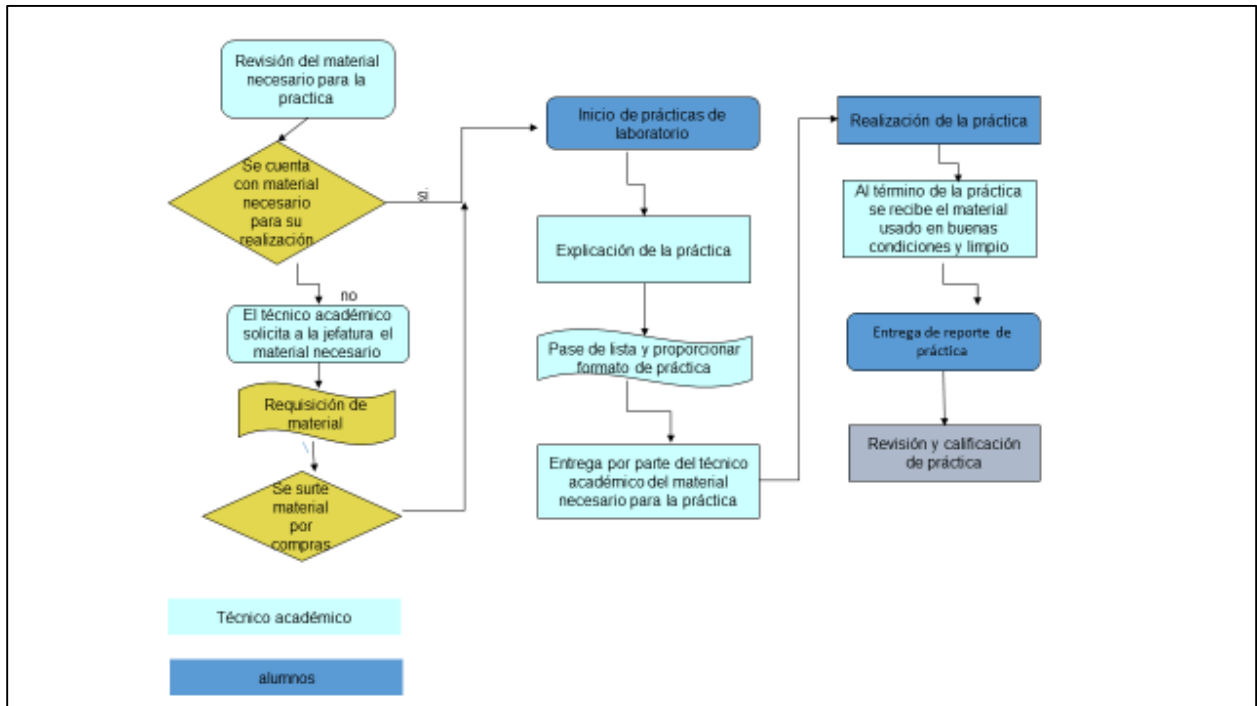 Revisión del material
necesario para la
practica
Se cuenta
con material
necesario
para su
realización
si.
no
El técnico académico
solicita a la jefatura el
material necesario
Requisición de
material
Se surte
material
por
compras
Inicio de prácticas de
laboratorio
Explicación de la práctica
Pase de lista y proporcionar
formato de práctica
Entrega por parte del técnico
académico del material
necesario para la práctica
Realización de la práctica
Al término de la práctica
se recibe el material
usado en buenas
condiciones y limpio
Entrega de reporte de
práctica
Revisión y calificación
de práctica
Técnico académico
alumnos